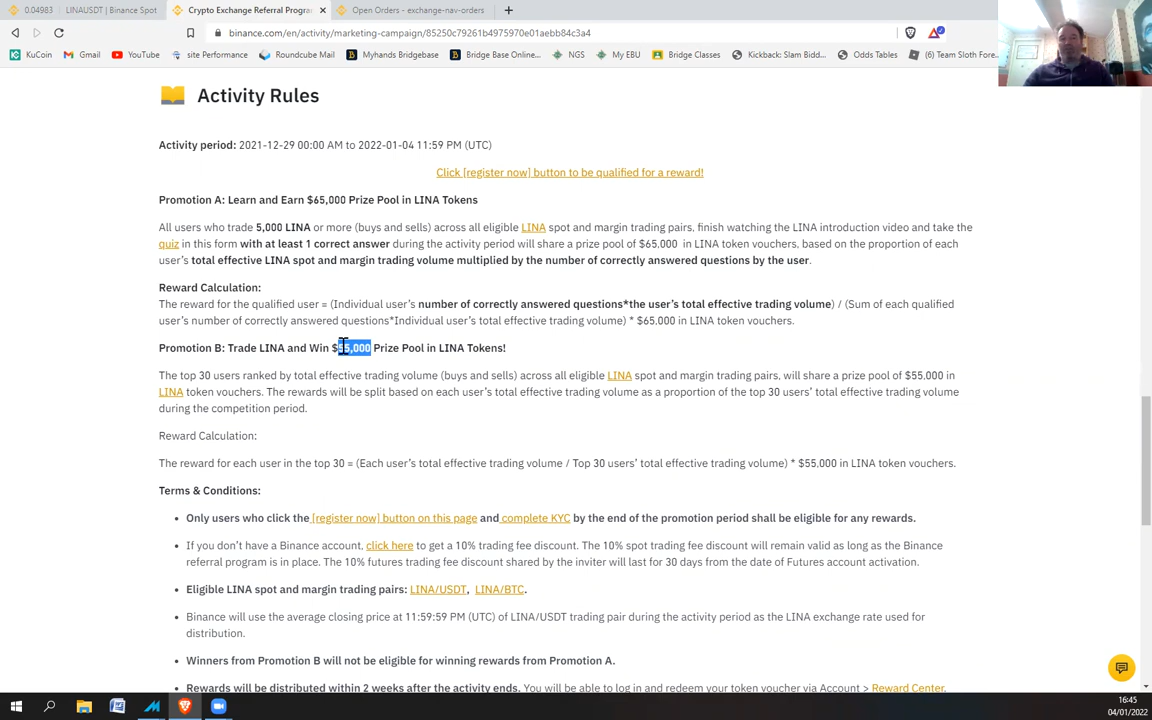 0.04983 LINAUSDT | Binance Spot
Crypto Exchange Referral Progra
Open Orders - exchange-nav-orders
binance.com/en/activity/marketing-campaign/85250c79261b4975970e01aebb84c3a4
KuCoin Gmail YouTube site Performance Roundcube Mail Myhands Bridgebase Bridge Base Online... NGS My EBU Bridge Classes Kickback: Slam Bidd... Odds Tables (6) Team Sloth Fore...
Activity Rules
Activity period: 2021-12-29 00:00 AM to 2022-01-04 11:59 PM (UTC)
Click [register now] button to be qualified for a reward!
Promotion A: Learn and Earn $65,000 Prize Pool in LINA Tokens
All users who trade 5,000 LINA or more (buys and sells) across all eligible LINA spot and margin trading pairs, finish watching the LINA introduction video and take the
quiz in this form with at least 1 correct answer during the activity period will share a prize pool of $65,000 in LINA token vouchers, based on the proportion of each
user's total effective LINA spot and margin trading volume multiplied by the number of correctly answered questions by the user.
Reward Calculation:
The reward for the qualified user = (Individual user's number of correctly answered questions*the user's total effective trading volume) / (Sum of each qualified
user's number of correctly answered questions*Individual user's total effective trading volume) * $65,000 in LINA token vouchers.
Promotion B: Trade LINA and Win $55,000 Prize Pool in LINA Tokens!
The top 30 users ranked by total effective trading volume (buys and sells) across all eligible LINA spot and margin trading pairs, will share a prize pool of $55,000 in
LINA token vouchers. The rewards will be split based on each user's total effective trading volume as a proportion of the top 30 users' total effective trading volume
during the competition period.
Reward Calculation:
The reward for each user in the top 30 = (Each user's total effective trading volume / Top 30 users' total effective trading volume) * $55,000 in LINA token vouchers.
Terms & Conditions:
• Only users who click the [register now] button on this page and complete KYC by the end of the promotion period shall be eligible for any rewards.
• If you don't have a Binance account, click here to get a 10% trading fee discount. The 10% spot trading fee discount will remain valid as long as the Binance
referral program is in place. The 10% futures trading fee discount shared by the inviter will last for 30 days from the date of Futures account activation.
• Eligible LINA spot and margin trading pairs: LINA/USDT, LINA/BTC.
• Binance will use the average closing price at 11:59:59 PM (UTC) of LINA/USDT trading pair during the activity period as the LINA exchange rate used for
distribution.
• Winners from Promotion B will not be eligible for winning rewards from Promotion A.
• Rewards will be distributed within 2 weeks after the activity ends. You will be able to log in and redeem your token voucher via Account > Reward Center.
16:45
04/01/2022